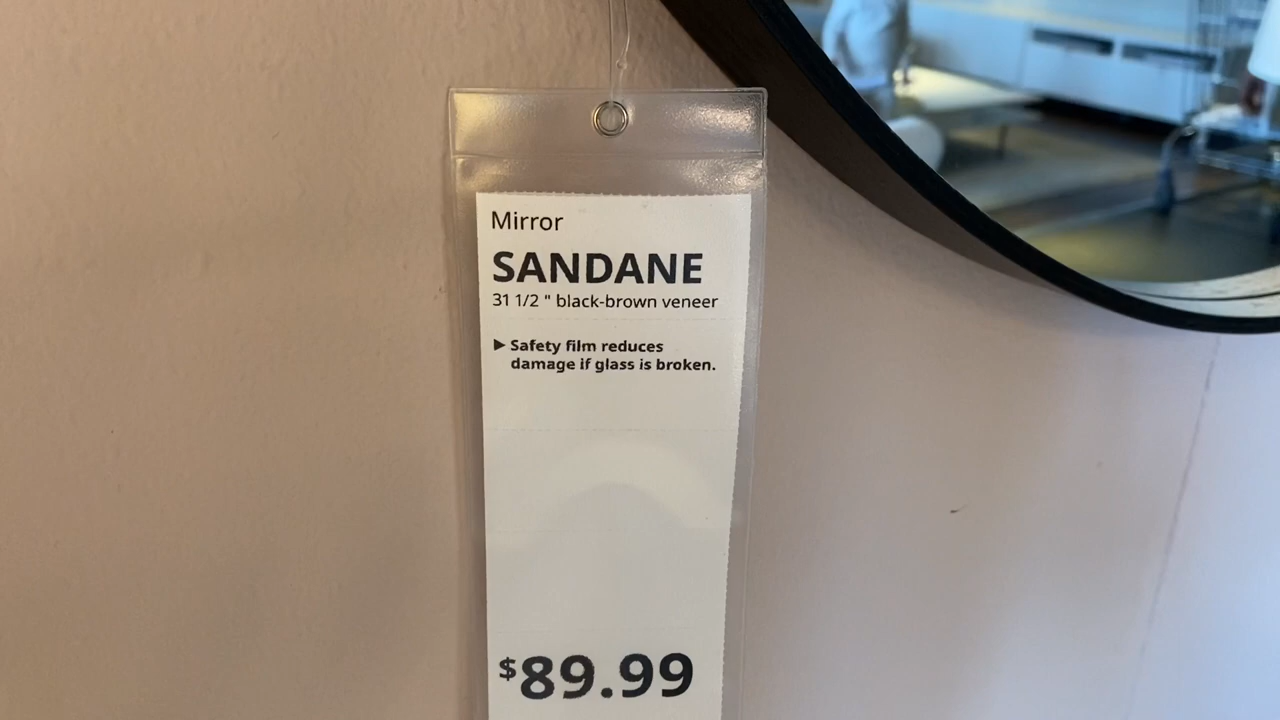 Mirror
SANDANE
31 1/2 " black-brown veneer
▶ Safety film reduces
damage if glass is broken.
$89.99